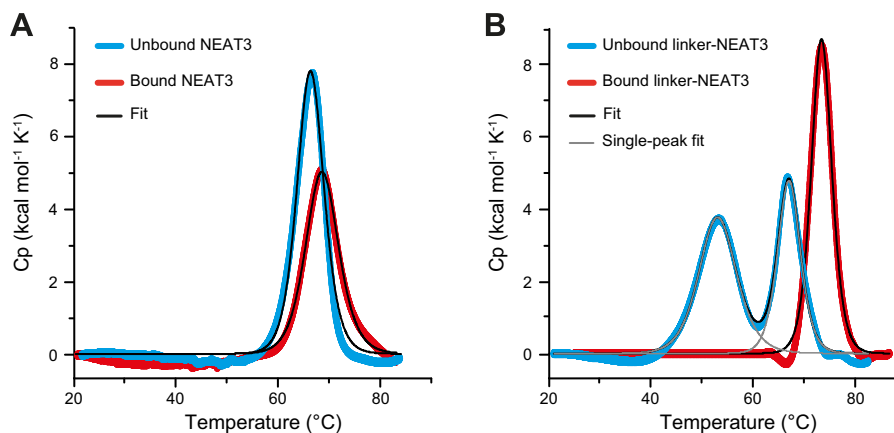 A
Unbound NEAT3
Bound NEAT3
Fit
Cp (kcal mol⁻¹ K⁻¹)
8
6
4
2
0
20 40 60 80
Temperature (°C)
B
Unbound linker-NEAT3
Bound linker-NEAT3
Fit
Single-peak fit
Cp (kcal mol⁻¹ K⁻¹)
8
6
4
2
0
20 40 60 80
Temperature (°C)